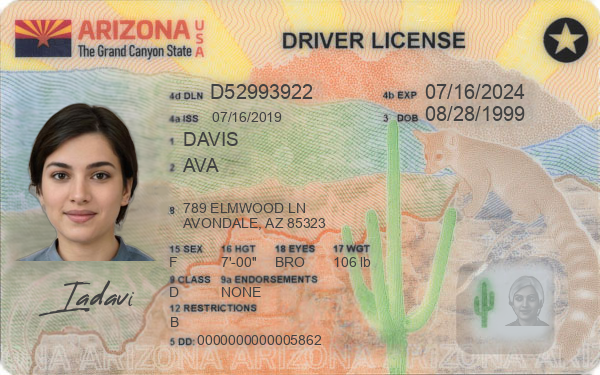 ARIZONA USA
The Grand Canyon State
DRIVER LICENSE
4d DLN D52993922
4b EXP 07/16/2024
4a ISS 07/16/2019
3 DOB 08/28/1999
1 DAVIS
2 AVA
8 789 ELMWOOD LN
AVONDALE, AZ 85323
15 SEX 16 HGT 18 EYES 17 WGT
F 7'-00" BRO 106 lb
9 CLASS 9a ENDORSEMENTS
D NONE
12 RESTRICTIONS
B
5 DD: 0000000000005862
Iadavi
ARIZONA ARIZONA ARIZONA ARIZONA